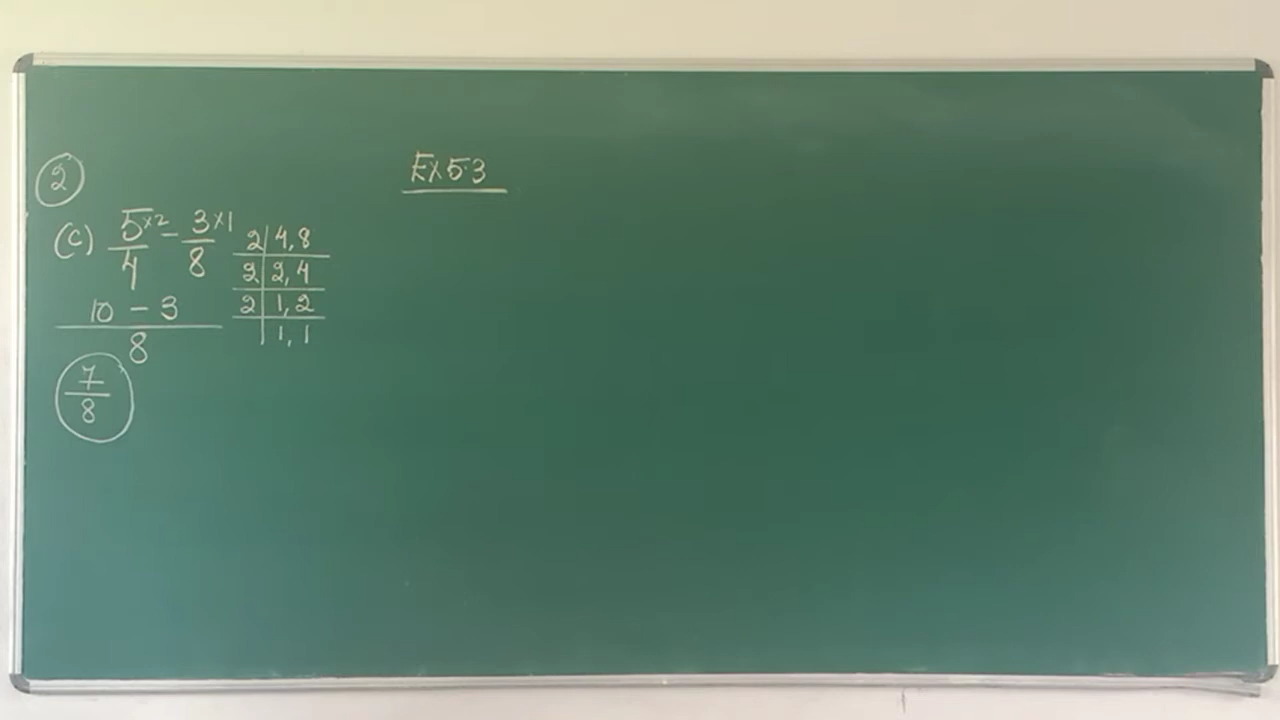 Ex 5.3
2
(c) 5×2/4 - 3×1/8
10 - 3
8
7/8
2 | 4, 8
2 | 2, 4
2 | 1, 2
1, 1